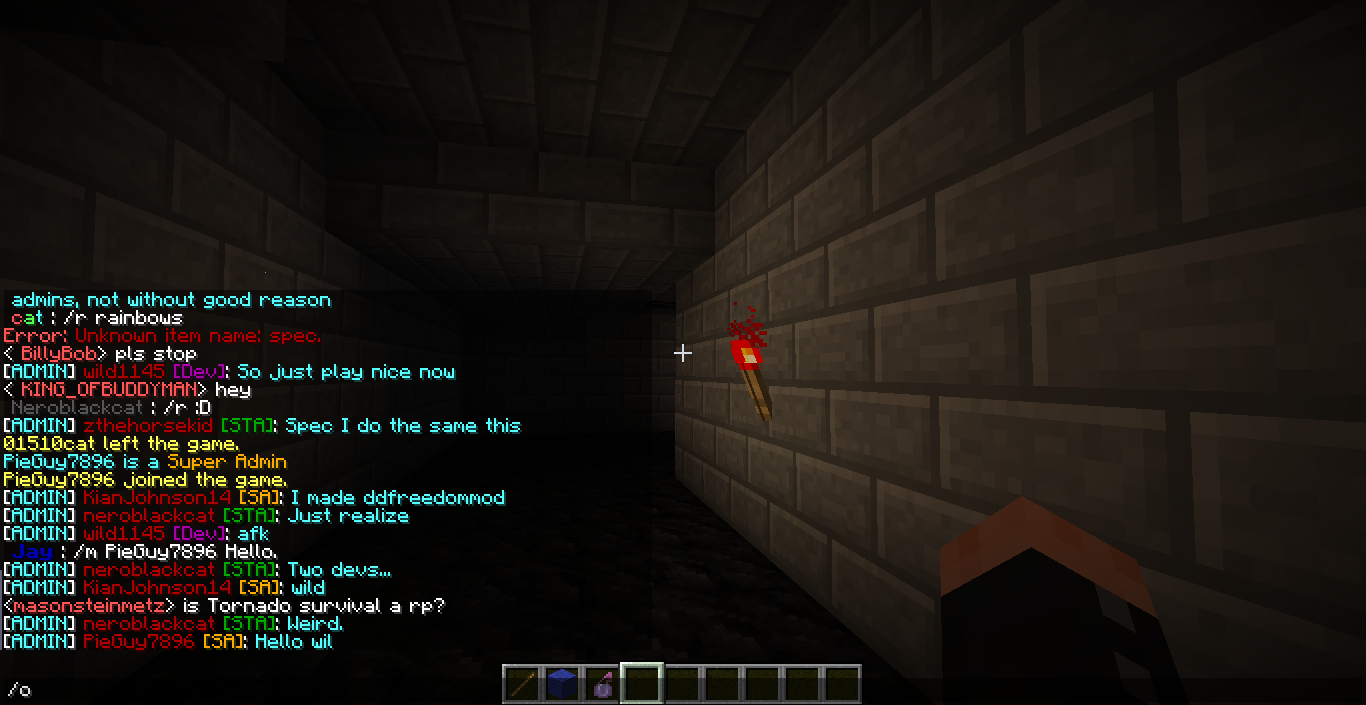 admins, not without good reason
cat : /r rainbows
Error: Unknown item name: spec.
< BillyBob> pls stop
[ADMIN] wild1145 [Dev]: So just play nice now
< KING_OFBUDDYMAN> hey
Neroblackcat : /r :D
[ADMIN] zthehorsekid [STA]: Spec I do the same this
01510cat left the game.
PieGuy7896 is a Super Admin
PieGuy7896 joined the game.
[ADMIN] KianJohnson14 [SA]: I made ddfreedommod
[ADMIN] neroblackcat [STA]: Just realize
[ADMIN] wild1145 [Dev]: afk
Jay : /m PieGuy7896 Hello.
[ADMIN] neroblackcat [STA]: Two devs...
[ADMIN] KianJohnson14 [SA]: wild
<masonsteinmetz> is Tornado survival a rp?
[ADMIN] neroblackcat [STA]: Weird.
[ADMIN] PieGuy7896 [SA]: Hello wil
/o